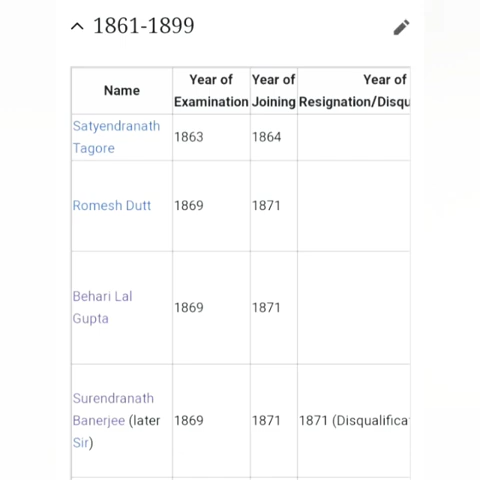 1861-1899
Name Year of Examination Year of Joining Year of Resignation/Disqu
Satyendranath Tagore 1863 1864
Romesh Dutt 1869 1871
Behari Lal Gupta 1869 1871
Surendranath Banerjee (later Sir) 1869 1871 1871 (Disqualifica